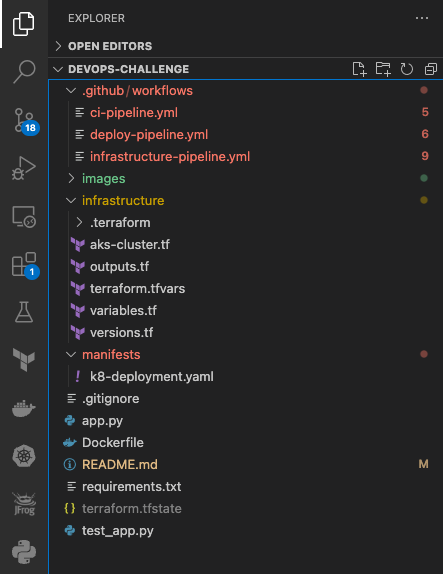 EXPLORER
OPEN EDITORS
DEVOPS-CHALLENGE
.github / workflows
ci-pipeline.yml 5
deploy-pipeline.yml 6
infrastructure-pipeline.yml 9
18
images
infrastructure
.terraform
aks-cluster.tf
outputs.tf
1
terraform.tfvars
variables.tf
versions.tf
manifests
! k8-deployment.yaml
.gitignore
app.py
Dockerfile
README.md M
requirements.txt
{} terraform.tfstate
JFrog
test_app.py